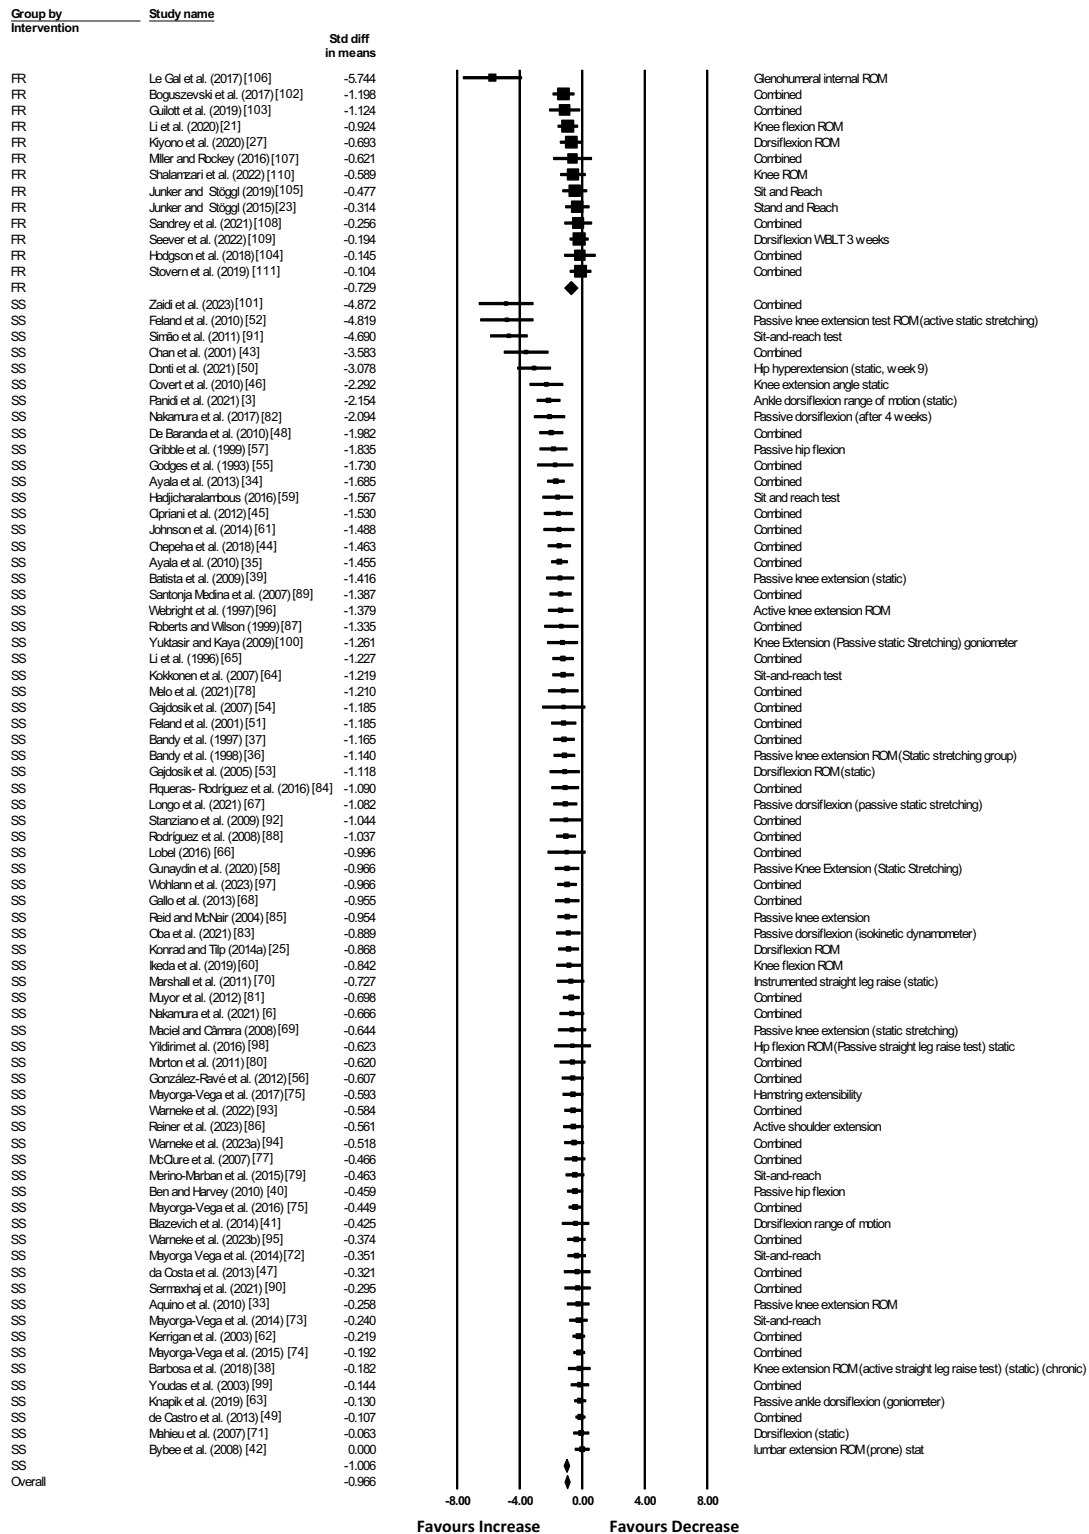 Group by Study name
Intervention
Std diff
in means
FR Le Gal et al. (2017) [106] -5.744 Glenohumeral internal ROM
FR Boguszevski et al. (2017) [102] -1.198 Combined
FR Guilott et al. (2019) [103] -1.124 Combined
FR Li et al. (2020) [21] -0.924 Knee flexion ROM
FR Kiyono et al. (2020) [27] -0.693 Dorsiflexion ROM
FR Mller and Rockey (2016) [107] -0.621 Combined
FR Shalamzari et al. (2022) [110] -0.589 Knee ROM
FR Junker and Stöggl (2019) [105] -0.477 Sit and Reach
FR Junker and Stöggl (2015) [23] -0.314 Stand and Reach
FR Sandrey et al. (2021) [108] -0.256 Combined
FR Seever et al. (2022) [109] -0.194 Dorsiflexion WBLT 3 weeks
FR Hodgson et al. (2018) [104] -0.145 Combined
FR Stovern et al. (2019) [111] -0.104 Combined
FR -0.729
SS Zaidi et al. (2023) [101] -4.872 Combined
SS Feland et al. (2010) [52] -4.819 Passive knee extension test ROM (active static stretching)
SS Simão et al. (2011) [91] -4.690 Sit-and-reach test
SS Chan et al. (2001) [43] -3.583 Combined
SS Donti et al. (2021) [50] -3.078 Hip hyperextension (static, week 9)
SS Covert et al. (2010) [46] -2.292 Knee extension angle static
SS Panidi et al. (2021) [3] -2.154 Ankle dorsiflexion range of motion (static)
SS Nakamura et al. (2017) [82] -2.094 Passive dorsiflexion (after 4 weeks)
SS De Baranda et al. (2010) [48] -1.982 Combined
SS Gribble et al. (1999) [57] -1.835 Passive hip flexion
SS Godges et al. (1993) [55] -1.730 Combined
SS Ayala et al. (2013) [34] -1.685 Combined
SS Hadjicharalambous (2016) [59] -1.567 Sit and reach test
SS Cipriani et al. (2012) [45] -1.530 Combined
SS Johnson et al. (2014) [61] -1.488 Combined
SS Chepeha et al. (2018) [44] -1.463 Combined
SS Ayala et al. (2010) [35] -1.455 Combined
SS Batista et al. (2009) [39] -1.416 Passive knee extension (static)
SS Santonja Medina et al. (2007) [89] -1.387 Combined
SS Webright et al. (1997) [96] -1.379 Active knee extension ROM
SS Roberts and Wilson (1999) [87] -1.335 Combined
SS Yuktasir and Kaya (2009) [100] -1.261 Knee Extension (Passive static Stretching) goniometer
SS Li et al. (1996) [65] -1.227 Combined
SS Kokkonen et al. (2007) [64] -1.219 Sit-and-reach test
SS Melo et al. (2021) [78] -1.210 Combined
SS Gajdosik et al. (2007) [54] -1.185 Combined
SS Feland et al. (2001) [51] -1.185 Combined
SS Bandy et al. (1997) [37] -1.165 Combined
SS Bandy et al. (1998) [36] -1.140 Passive knee extension ROM (Static stretching group)
SS Gajdosik et al. (2005) [53] -1.118 Dorsiflexion ROM (static)
SS Piqueras- Rodríguez et al. (2016) [84] -1.090 Combined
SS Longo et al. (2021) [67] -1.082 Passive dorsiflexion (passive static stretching)
SS Stanziano et al. (2009) [92] -1.044 Combined
SS Rodríguez et al. (2008) [88] -1.037 Combined
SS Lobel (2016) [66] -0.996 Combined
SS Gunaydin et al. (2020) [58] -0.966 Passive Knee Extension (Static Stretching)
SS Wohlann et al. (2023) [97] -0.966 Combined
SS Gallo et al. (2013) [68] -0.955 Combined
SS Reid and McNair (2004) [85] -0.954 Passive knee extension
SS Oba et al. (2021) [83] -0.889 Passive dorsiflexion (isokinetic dynamometer)
SS Konrad and Tilp (2014a) [25] -0.868 Dorsiflexion ROM
SS Ikeda et al. (2019) [60] -0.842 Knee flexion ROM
SS Marshall et al. (2011) [70] -0.727 Instrumented straight leg raise (static)
SS Muyor et al. (2012) [81] -0.698 Combined
SS Nakamura et al. (2021) [6] -0.666 Combined
SS Maciel and Câmara (2008) [69] -0.644 Passive knee extension (static stretching)
SS Yildirim et al. (2016) [98] -0.623 Hip flexion ROM (Passive straight leg raise test) static
SS Morton et al. (2011) [80] -0.620 Combined
SS González-Ravé et al. (2012) [56] -0.607 Combined
SS Mayorga-Vega et al. (2017) [75] -0.593 Hamstring extensibility
SS Warneke et al. (2022) [93] -0.584 Combined
SS Reiner et al. (2023) [86] -0.561 Active shoulder extension
SS Warneke et al. (2023a) [94] -0.518 Combined
SS McClure et al. (2007) [77] -0.466 Combined
SS Merino-Marban et al. (2015) [79] -0.463 Sit-and-reach
SS Ben and Harvey (2010) [40] -0.459 Passive hip flexion
SS Mayorga-Vega et al. (2016) [75] -0.449 Combined
SS Blazevich et al. (2014) [41] -0.425 Dorsiflexion range of motion
SS Warneke et al. (2023b) [95] -0.374 Combined
SS Mayorga Vega et al. (2014) [72] -0.351 Sit-and-reach
SS da Costa et al. (2013) [47] -0.321 Combined
SS Sermaxhaj et al. (2021) [90] -0.295 Combined
SS Aquino et al. (2010) [33] -0.258 Passive knee extension ROM
SS Mayorga-Vega et al. (2014) [73] -0.240 Sit-and-reach
SS Kerrigan et al. (2003) [62] -0.219 Combined
SS Mayorga-Vega et al. (2015) [74] -0.192 Combined
SS Barbosa et al. (2018) [38] -0.182 Knee extension ROM (active straight leg raise test) (static) (chronic)
SS Youdas et al. (2003) [99] -0.144 Combined
SS Knapik et al. (2019) [63] -0.130 Passive ankle dorsiflexion (goniometer)
SS de Castro et al. (2013) [49] -0.107 Combined
SS Mahieu et al. (2007) [71] -0.063 Dorsiflexion (static)
SS Bybee et al. (2008) [42] 0.000 lumbar extension ROM (prone) stat
SS -1.006
Overall -0.966
-8.00 -4.00 0.00 4.00 8.00
Favours Increase Favours Decrease